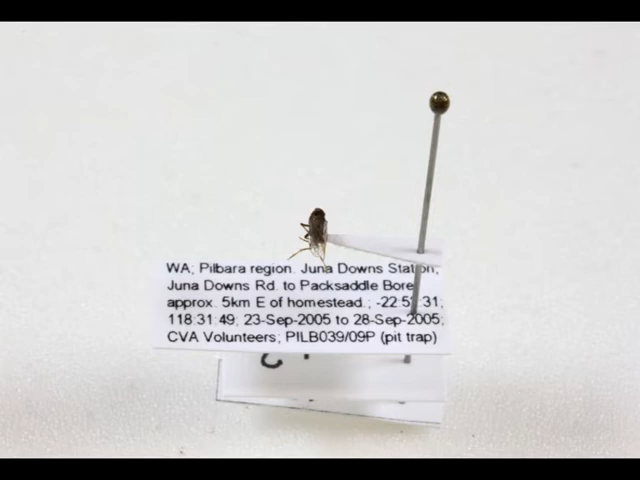 WA; Pilbara region. Juna Downs Station;
Juna Downs Rd. to Packsaddle Bore
approx. 5km E of homestead.; -22:52:31;
118:31:49; 23-Sep-2005 to 28-Sep-2005;
CVA Volunteers; PILB039/09P (pit trap)